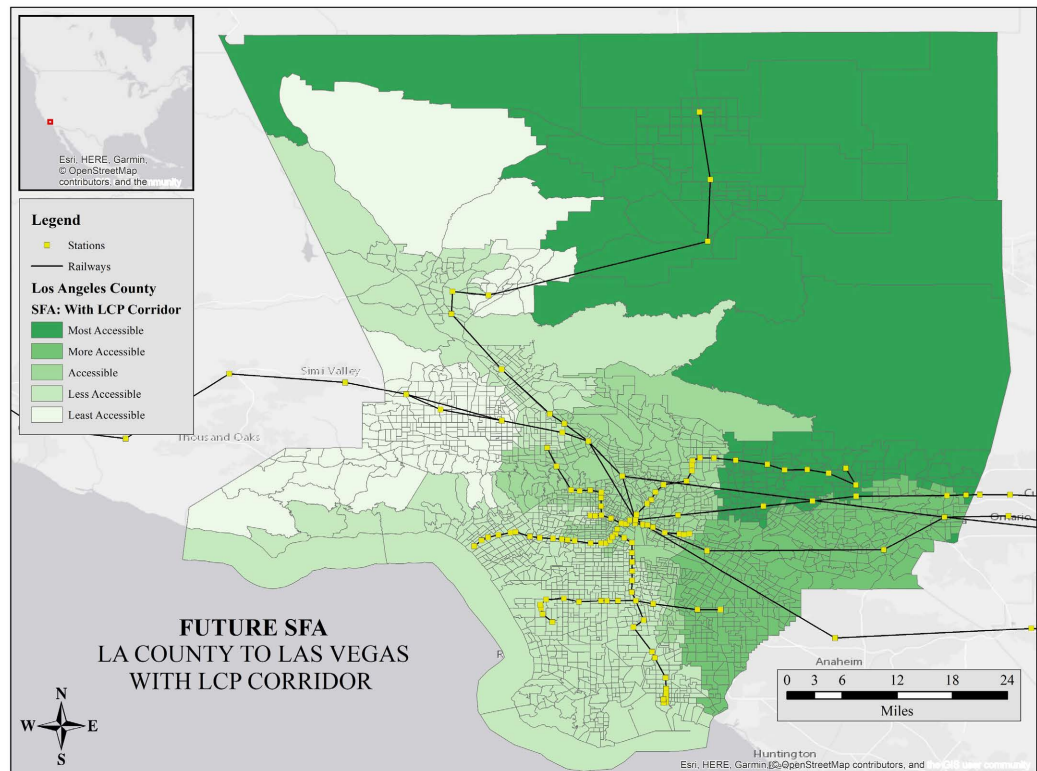 Esri, HERE, Garmin,
© OpenStreetMap
contributors, and the munity
Legend
Stations
Railways
Los Angeles County
SFA: With LCP Corridor
Most Accessible
More Accessible
Accessible
Less Accessible
Least Accessible
Simi Valley
Thousand Oaks
Ontario
FUTURE SFA
LA COUNTY TO LAS VEGAS
WITH LCP CORRIDOR
N
W E
S
Anaheim
0 3 6 12 18 24
Miles
Huntington
Esri, HERE, Garmin, © OpenStreetMap contributors, and the GIS user community